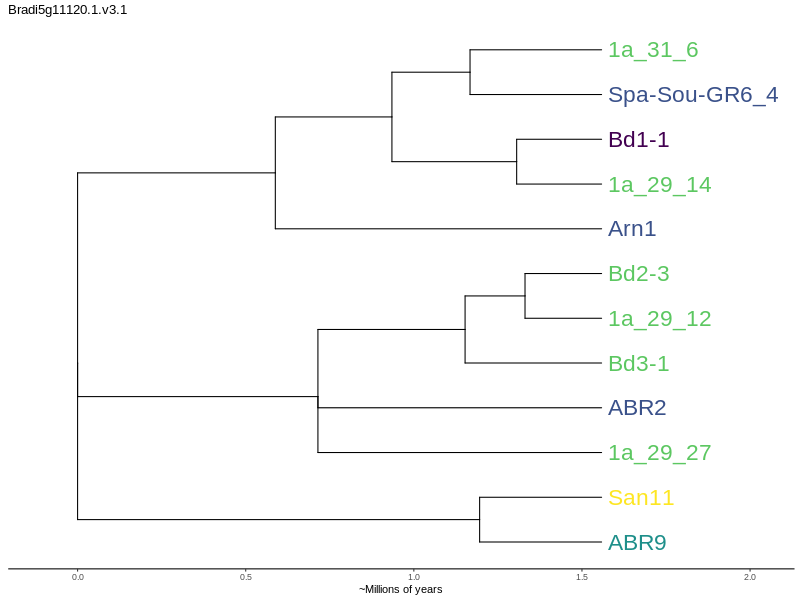 Bradi5g11120.1.v3.1
1a_31_6
Spa-Sou-GR6_4
Bd1-1
1a_29_14
Arn1
Bd2-3
1a_29_12
Bd3-1
ABR2
1a_29_27
San11
ABR9
0.0 0.5 1.0 1.5 2.0
~Millions of years